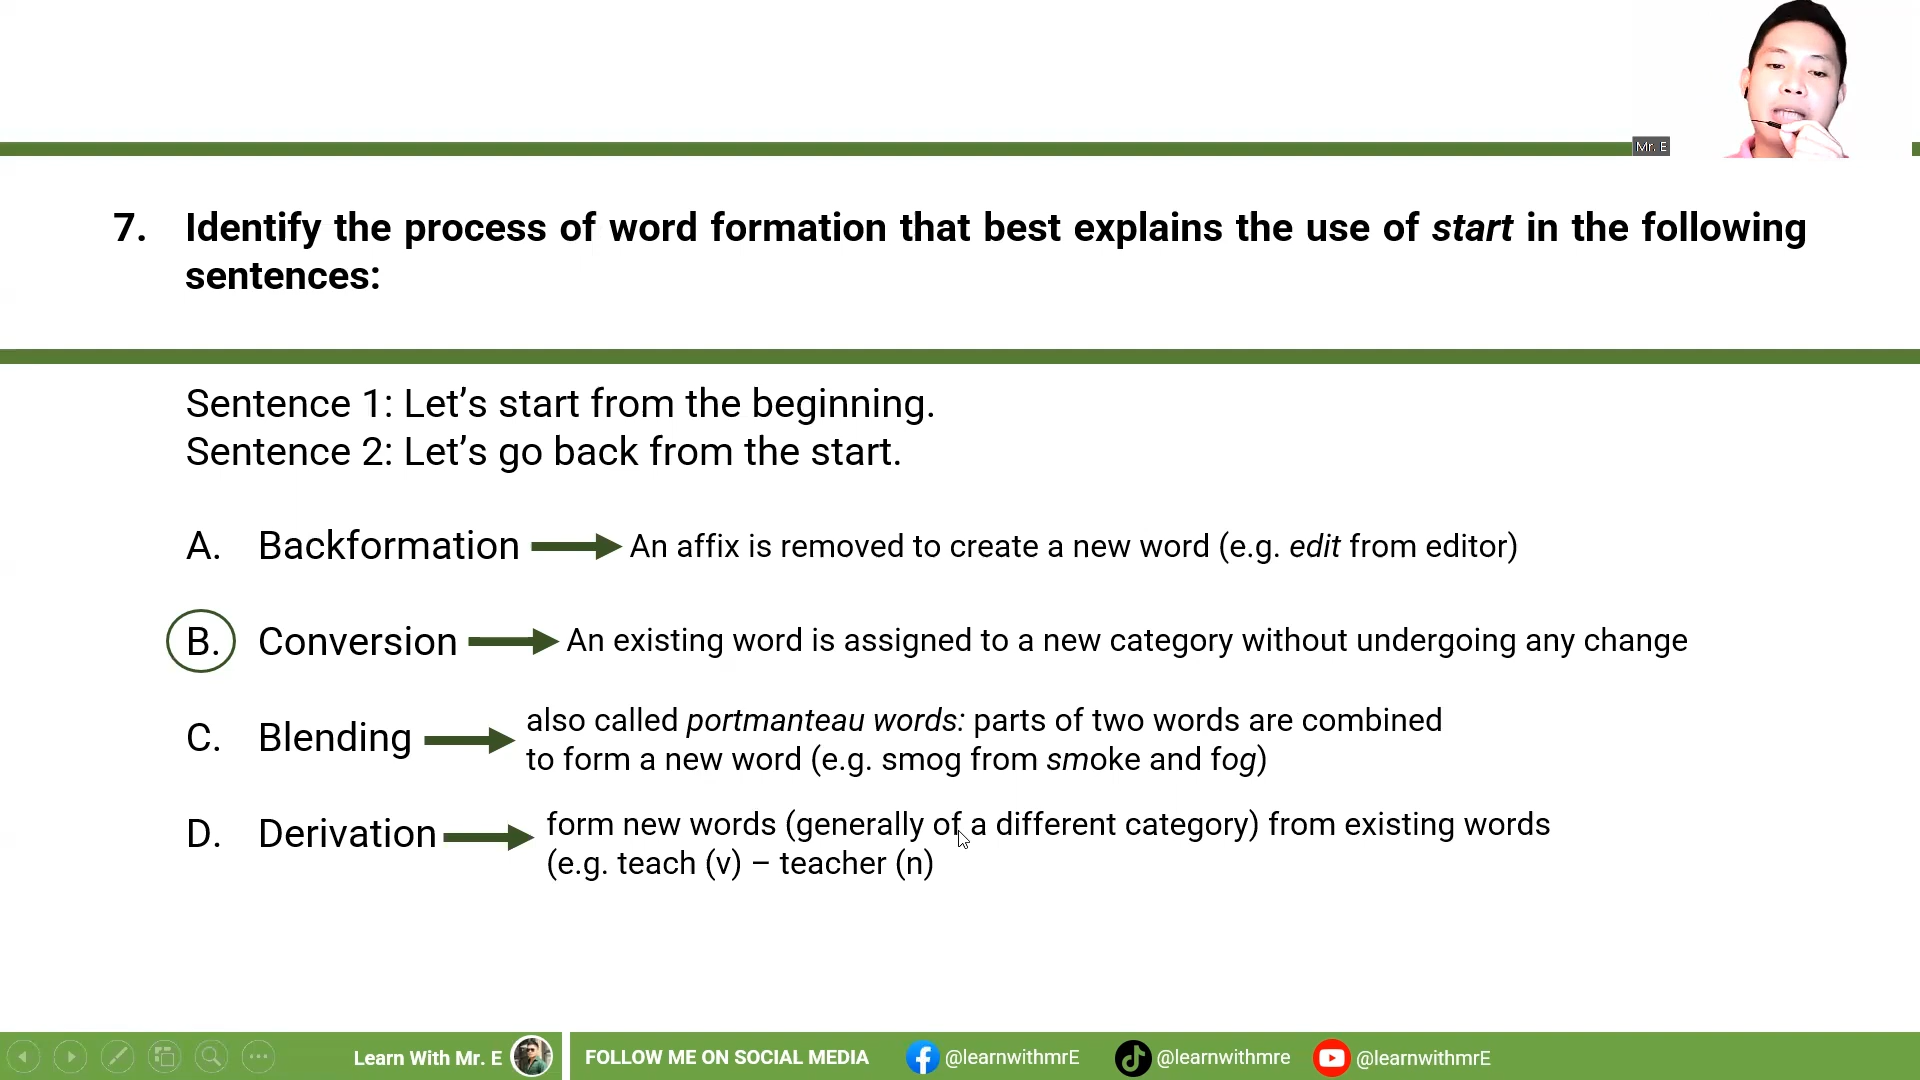 Mr. E
7. Identify the process of word formation that best explains the use of start in the following
sentences:
Sentence 1: Let’s start from the beginning.
Sentence 2: Let’s go back from the start.
A. Backformation An affix is removed to create a new word (e.g. edit from editor)
B. Conversion An existing word is assigned to a new category without undergoing any change
C. Blending also called portmanteau words: parts of two words are combined
to form a new word (e.g. smog from smoke and fog)
D. Derivation form new words (generally of a different category) from existing words
(e.g. teach (v) – teacher (n)
Learn With Mr. E FOLLOW ME ON SOCIAL MEDIA @learnwithmrE @learnwithmre @learnwithmrE